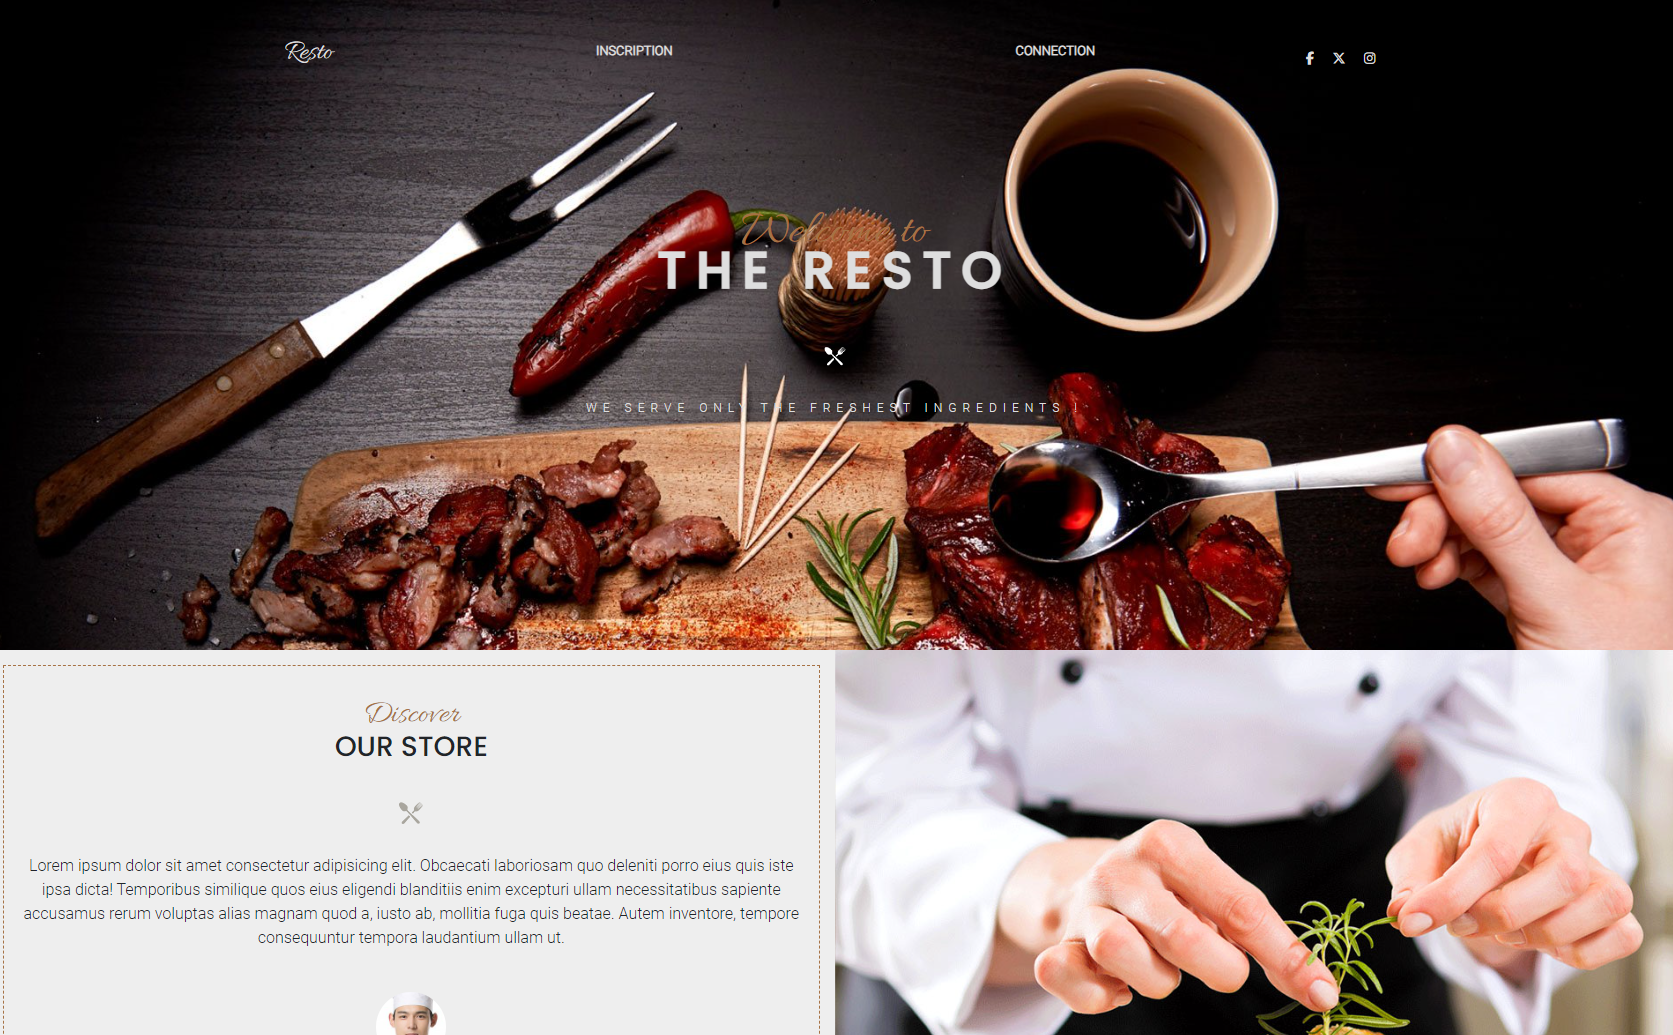 Resto
INSCRIPTION
CONNECTION
Welcome to
THE RESTO
WE SERVE ONLY THE FRESHEST INGREDIENTS !
Discover
OUR STORE
Lorem ipsum dolor sit amet consectetur adipisicing elit. Obcaecati laboriosam quo deleniti porro eius quis iste
ipsa dicta! Temporibus similique quos eius eligendi blanditiis enim excepturi ullam necessitatibus sapiente
accusamus rerum voluptas alias magnam quod a, iusto ab, mollitia fuga quis beatae. Autem inventore, tempore
consequuntur tempora laudantium ullam ut.